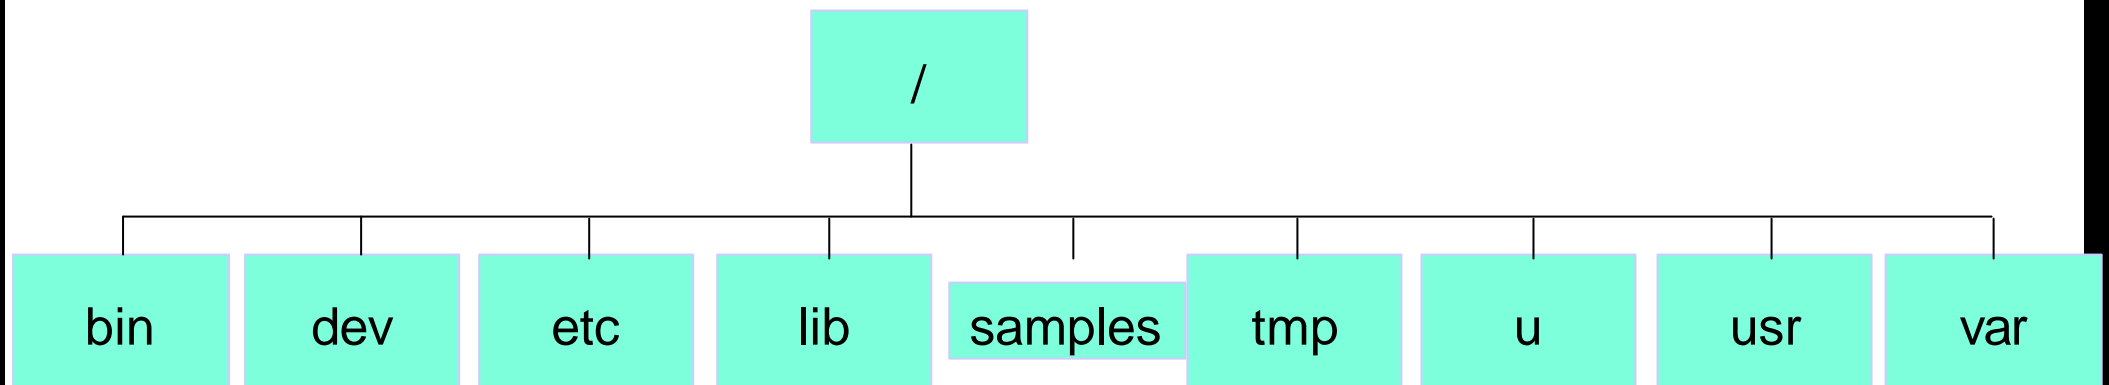 /
bin dev etc lib samples tmp u usr var